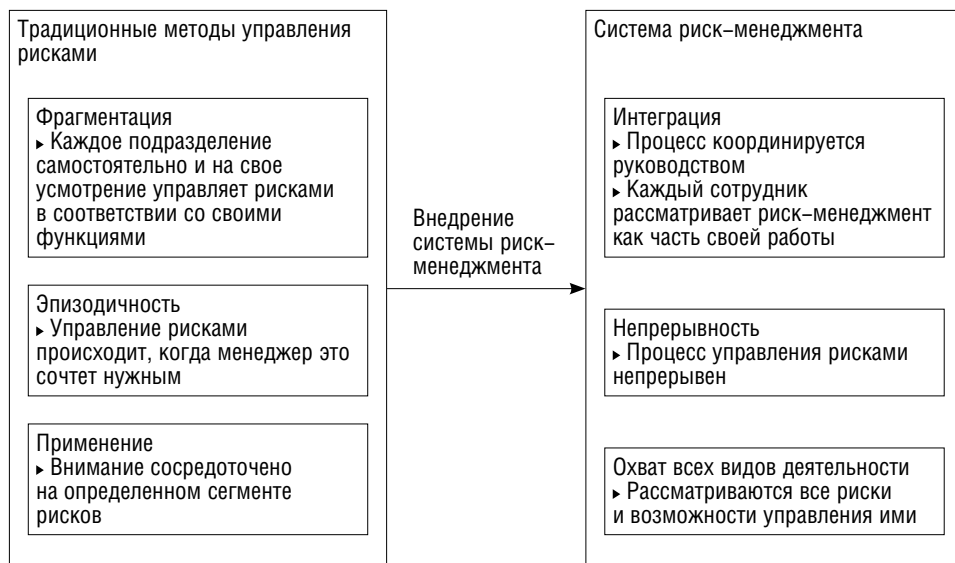 Традиционные методы управления
рисками
Фрагментация
▸ Каждое подразделение
самостоятельно и на свое
усмотрение управляет рисками
в соответствии со своими
функциями
Эпизодичность
▸ Управление рисками
происходит, когда менеджер это
сочтет нужным
Применение
▸ Внимание сосредоточено
на определенном сегменте
рисков
Внедрение
системы риск–
менеджмента
Система риск–менеджмента
Интеграция
▸ Процесс координируется
руководством
▸ Каждый сотрудник
рассматривает риск–менеджмент
как часть своей работы
Непрерывность
▸ Процесс управления рисками
непрерывен
Охват всех видов деятельности
▸ Рассматриваются все риски
и возможности управления ими